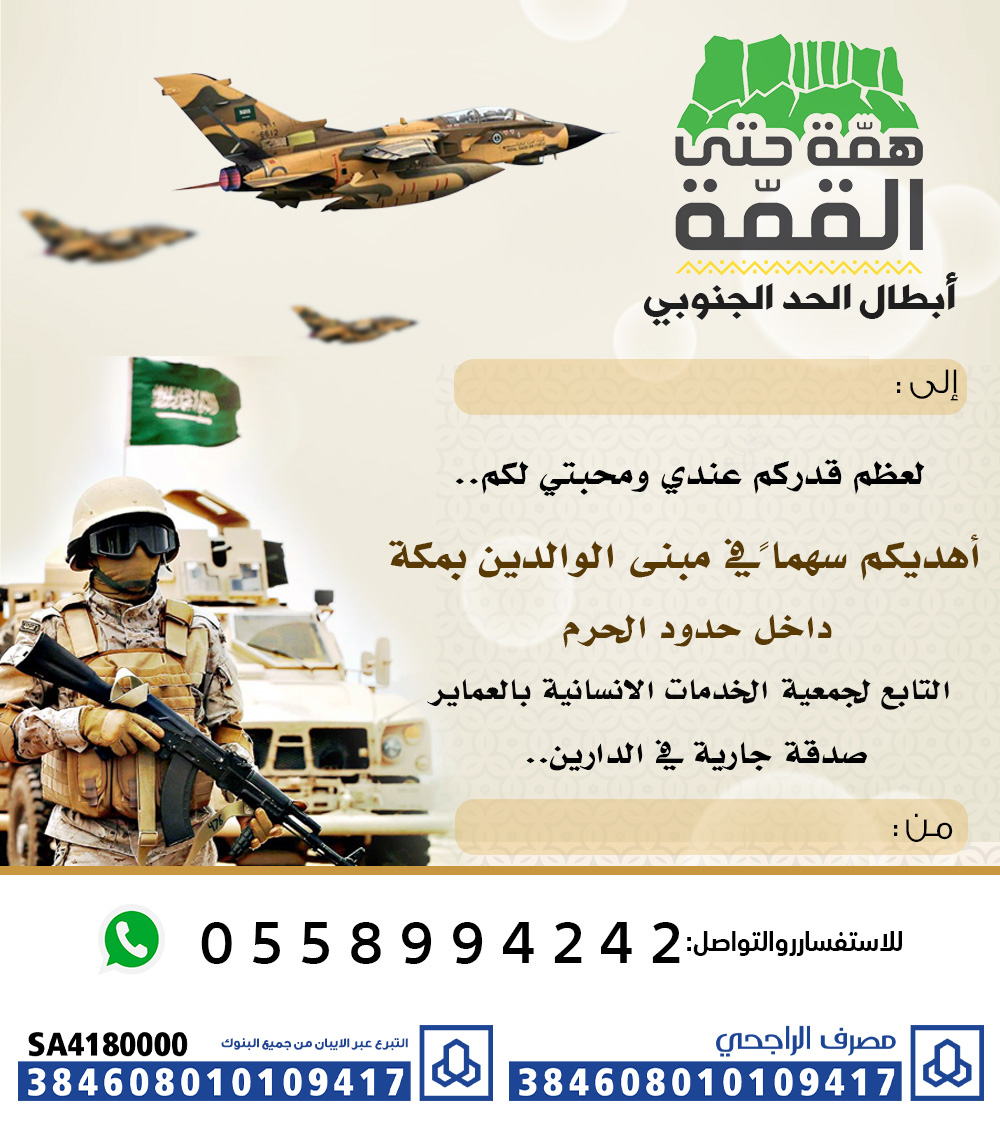 همّة حتى
القمّة
أبطال الحد الجنوبي
إلى :
لعظم قدركم عندي ومحبتي لكم..
أهديكم سهماً في مبنى الوالدين بمكة
داخل حدود الحرم
التابع لجمعية الخدمات الانسانية بالعماير
صدقة جارية في الدارين..
من :
للاستفسارر والتواصل: 0558994242
مصرف الراجحي
384608010109417
التبرع عبر الايبان من جميع البنوك SA4180000
384608010109417